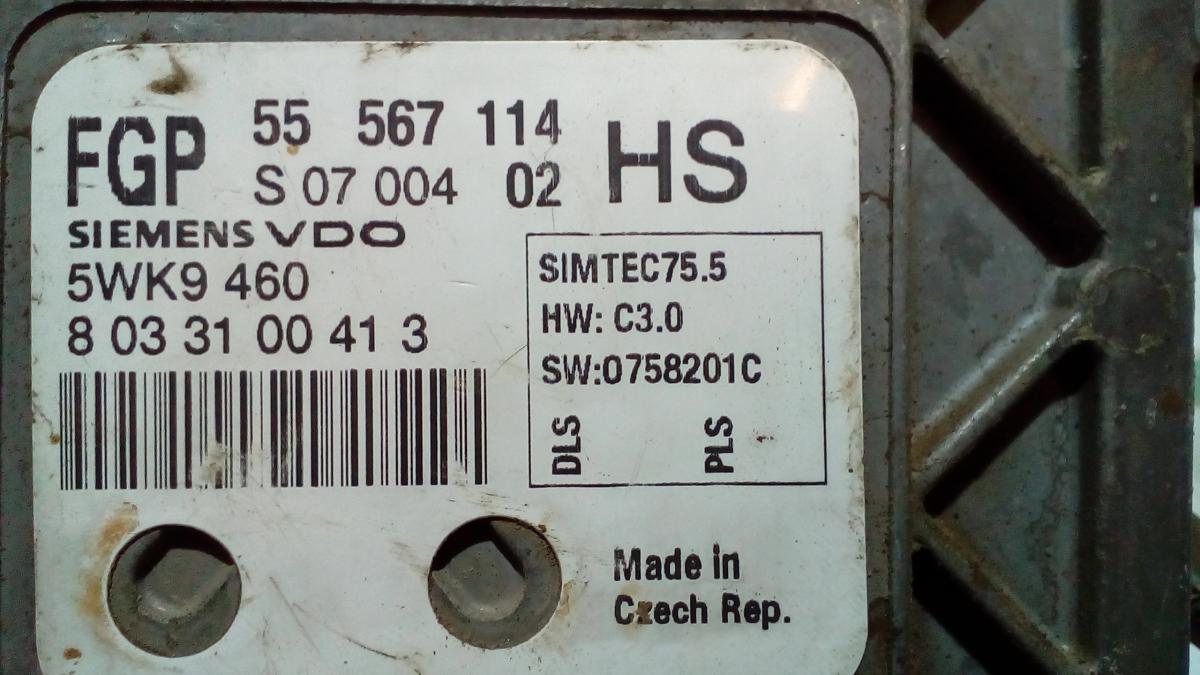 FGP 55 567 114 HS
S 07 004 02
SIEMENS VDO
5WK9 460
8 03 31 00 41 3
SIMTEC75.5
HW: C3.0
SW:0758201C
DLS PLS
Made in
Czech Rep.